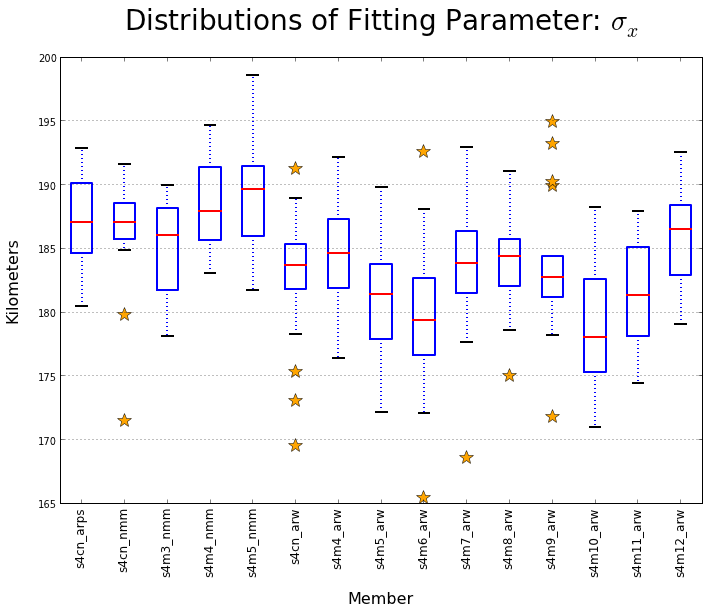 Distributions of Fitting Parameter: σx
200
195
190
185
180
175
170
165
Kilometers
s4cn_arps
s4cn_nmm
s4m3_nmm
s4m4_nmm
s4m5_nmm
s4cn_arw
s4m4_arw
s4m5_arw
s4m6_arw
s4m7_arw
s4m8_arw
s4m9_arw
s4m10_arw
s4m11_arw
s4m12_arw
Member